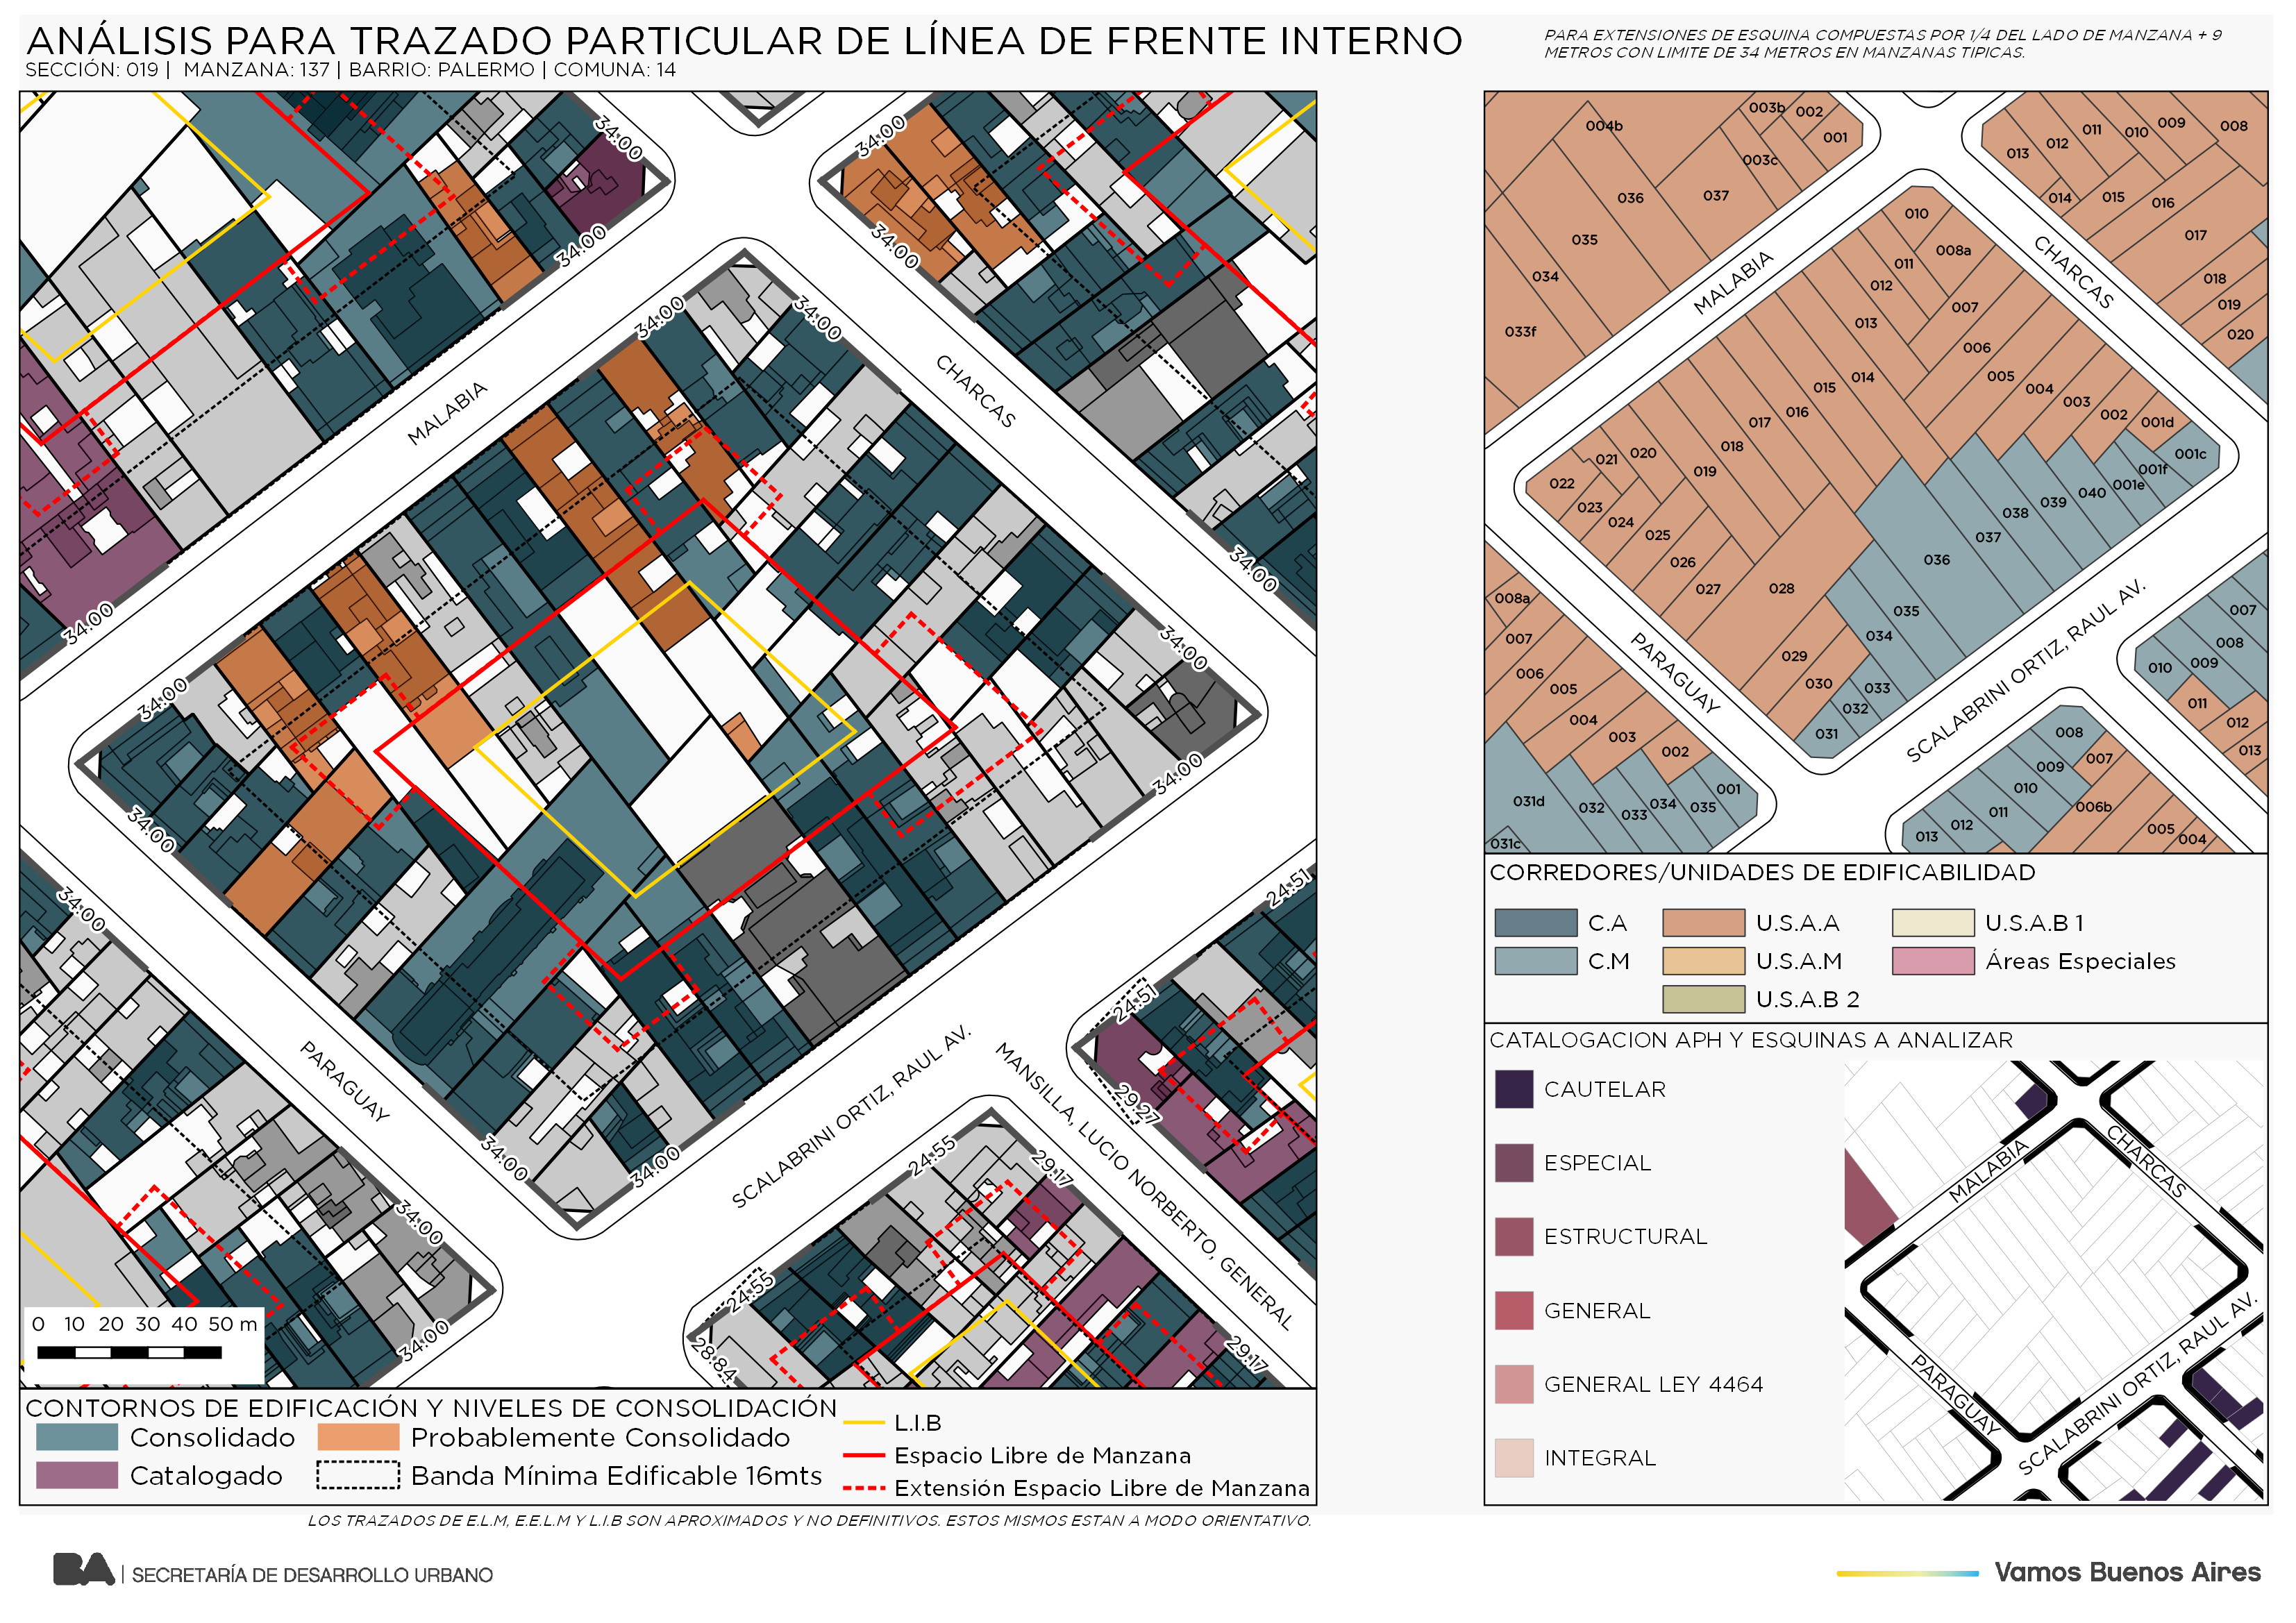 ANÁLISIS PARA TRAZADO PARTICULAR DE LÍNEA DE FRENTE INTERNO
SECCIÓN: 019 | MANZANA: 137 | BARRIO: PALERMO | COMUNA: 14
PARA EXTENSIONES DE ESQUINA COMPUESTAS POR 1/4 DEL LADO DE MANZANA + 9
METROS CON LIMITE DE 34 METROS EN MANZANAS TIPICAS.
34.00
34.00
34.00
34.00
34.00
34.00
MALABIA
CHARCAS
34.00
34.00
34.00
34.00
34.00
34.00
34.00
24.51
34.00
PARAGUAY
34.00
34.00
SCALABRINI ORTIZ, RAUL AV.
MANSILLA, LUCIO NORBERTO, GENERAL
24.51
29.27
24.55
29.17
34.00
34.00
24.55
28.84
29.17
0 10 20 30 40 50 m
CONTORNOS DE EDIFICACIÓN Y NIVELES DE CONSOLIDACIÓN
Consolidado
Probablemente Consolidado
Catalogado
Banda Mínima Edificable 16mts
L.I.B
Espacio Libre de Manzana
Extensión Espacio Libre de Manzana
LOS TRAZADOS DE E.L.M, E.E.L.M Y L.I.B SON APROXIMADOS Y NO DEFINITIVOS. ESTOS MISMOS ESTAN A MODO ORIENTATIVO.
004b
003b
002
001
003c
036
037
035
034
033f
013
012
011
010
009
008
014
015
016
017
018
019
020
MALABIA
CHARCAS
010
008a
011
012
007
013
006
005
014
004
015
003
016
002
017
001d
018
001c
020
021
019
001f
022
001e
023
040
024
039
025
038
026
037
027
036
028
035
034
029
030
033
032
031
PARAGUAY
SCALABRINI ORTIZ, RAUL AV.
008a
007
006
005
004
003
002
001
031d
032
033
034
035
031c
007
008
009
010
011
012
013
008
007
009
010
006b
011
012
013
005
004
CORREDORES/UNIDADES DE EDIFICABILIDAD
C.A
U.S.A.A
U.S.A.B 1
C.M
U.S.A.M
Áreas Especiales
U.S.A.B 2
CATALOGACION APH Y ESQUINAS A ANALIZAR
CAUTELAR
ESPECIAL
ESTRUCTURAL
GENERAL
GENERAL LEY 4464
INTEGRAL
MALABIA
CHARCAS
PARAGUAY
SCALABRINI ORTIZ, RAUL AV.
BA | SECRETARÍA DE DESARROLLO URBANO
Vamos Buenos Aires